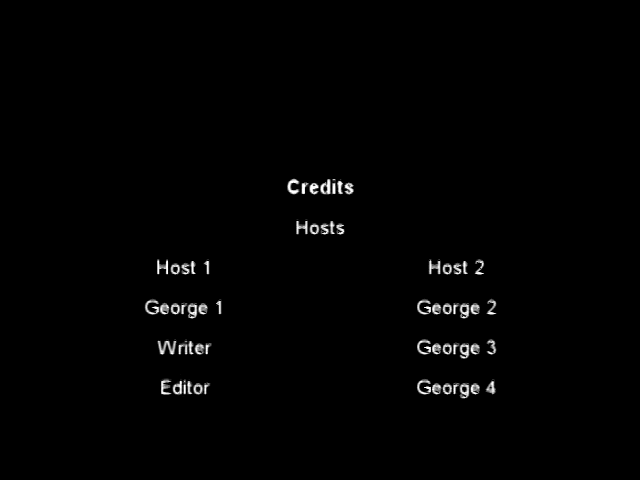 Credits
Hosts
Host 1 Host 2
George 1 George 2
Writer George 3
Editor George 4